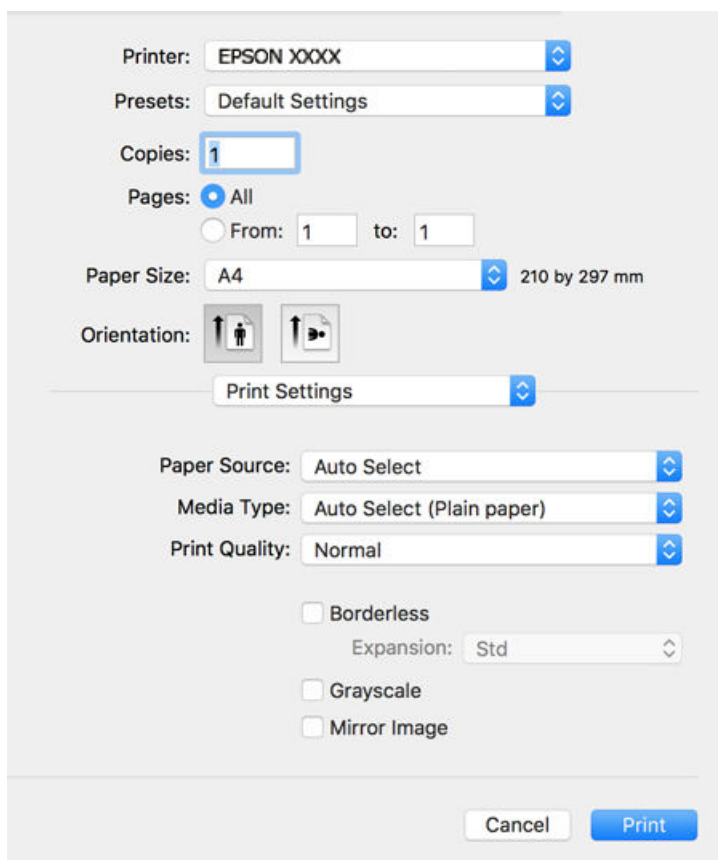 Printer: EPSON XXXX
Presets: Default Settings
Copies: 1
Pages: All
From: 1 to: 1
Paper Size: A4 210 by 297 mm
Orientation:
Print Settings
Paper Source: Auto Select
Media Type: Auto Select (Plain paper)
Print Quality: Normal
Borderless
Expansion: Std
Grayscale
Mirror Image
Cancel Print